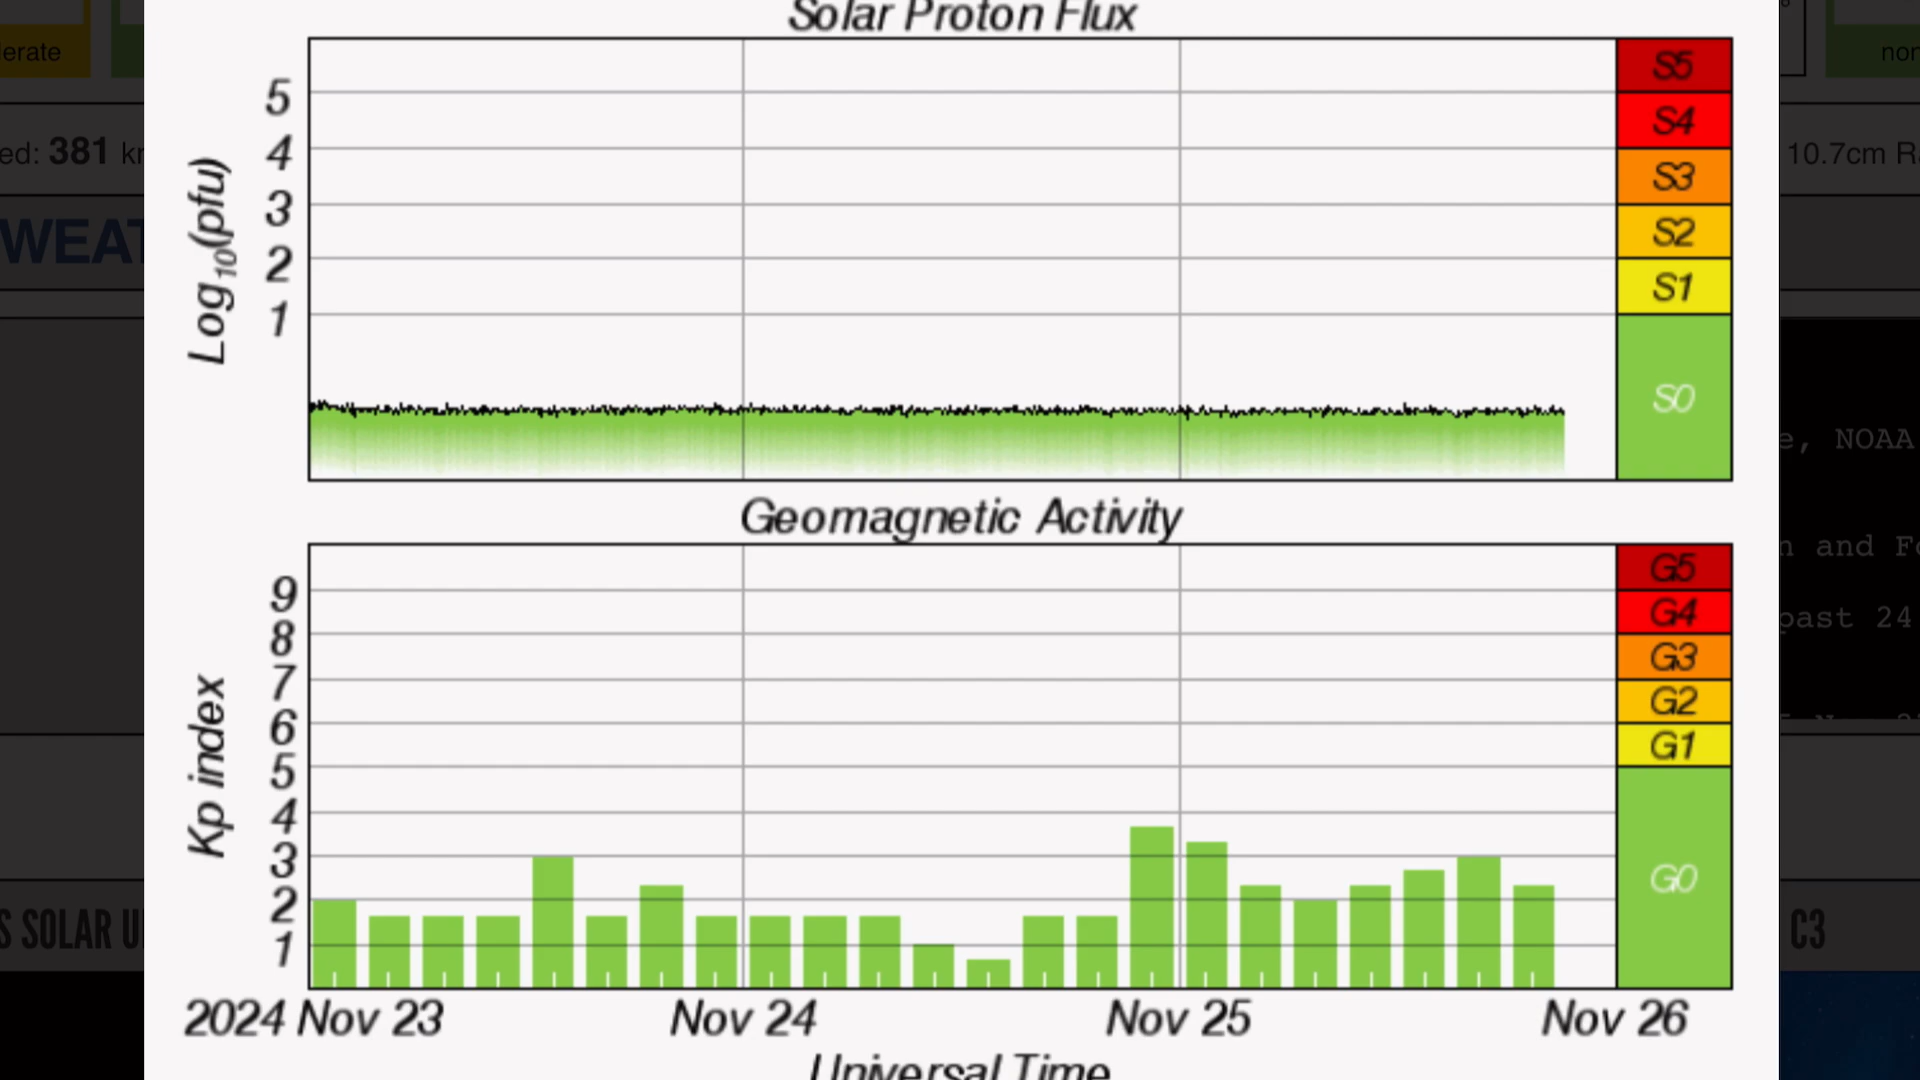 Solar Proton Flux
S5
5
S4
4
S3
3
S2
2
S1
1
S0
Log10(pfu)
Geomagnetic Activity
G5
9
G4
8
G3
7
G2
6
G1
5
4
3
G0
2
1
Kp index
2024 Nov 23 Nov 24 Nov 25 Nov 26
Universal Time
erate
ed: 381
10.7cm
WEAT
e, NOAA
n and
past 24
S SOLAR U
C3